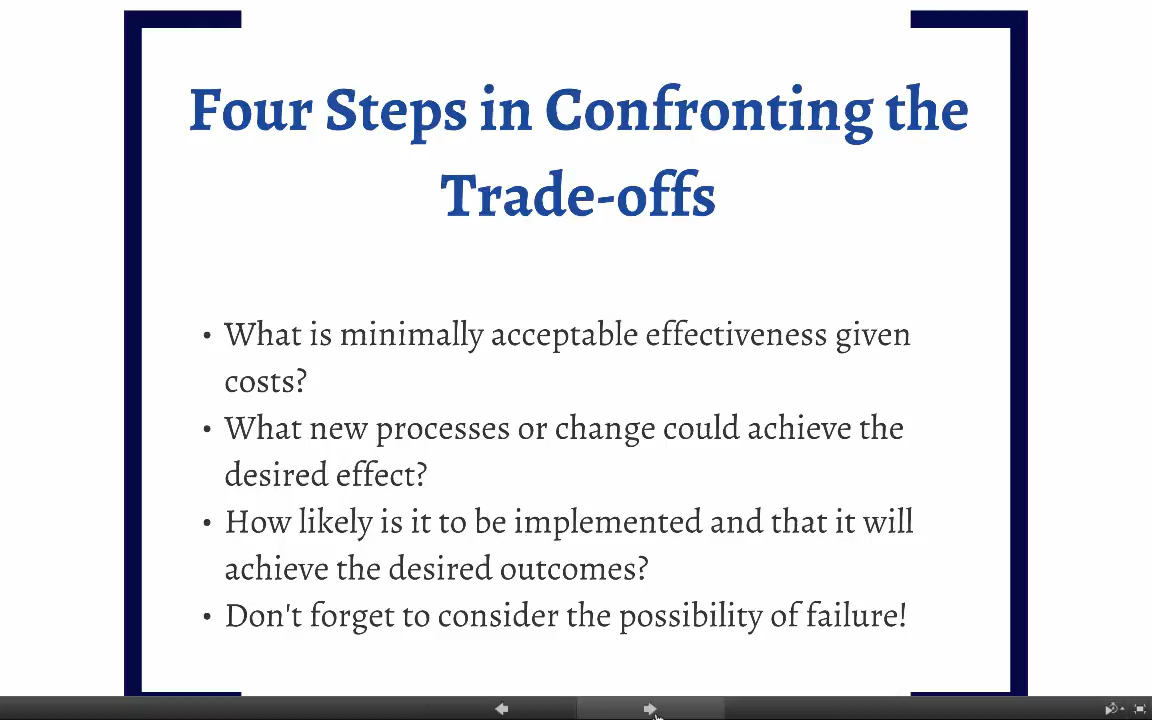 Four Steps in Confronting the
Trade-offs
• What is minimally acceptable effectiveness given
costs?
• What new processes or change could achieve the
desired effect?
• How likely is it to be implemented and that it will
achieve the desired outcomes?
• Don't forget to consider the possibility of failure!